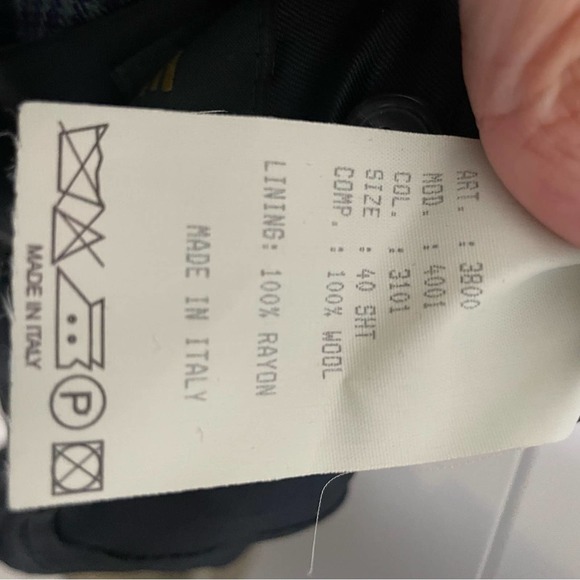 ART. : 3800
MOD. : 4001
COL. : 3101
SIZE : 40 SHT
COMP. : 100% WOOL
LINING: 100% RAYON
MADE IN ITALY
P
MADE IN ITALY